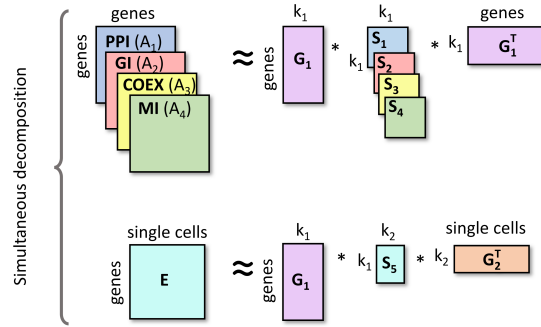 Simultaneous decomposition
genes
genes
PPI (A₁)
GI (A₂)
COEX (A₃)
MI (A₄)
≈
k₁
genes
G₁
*
k₁
k₁
S₁
S₂
S₃
S₄
*
genes
k₁
G₁ᵀ
single cells
genes
E
≈
k₁
genes
G₁
*
k₂
k₁
S₅
*
single cells
k₂
G₂ᵀ